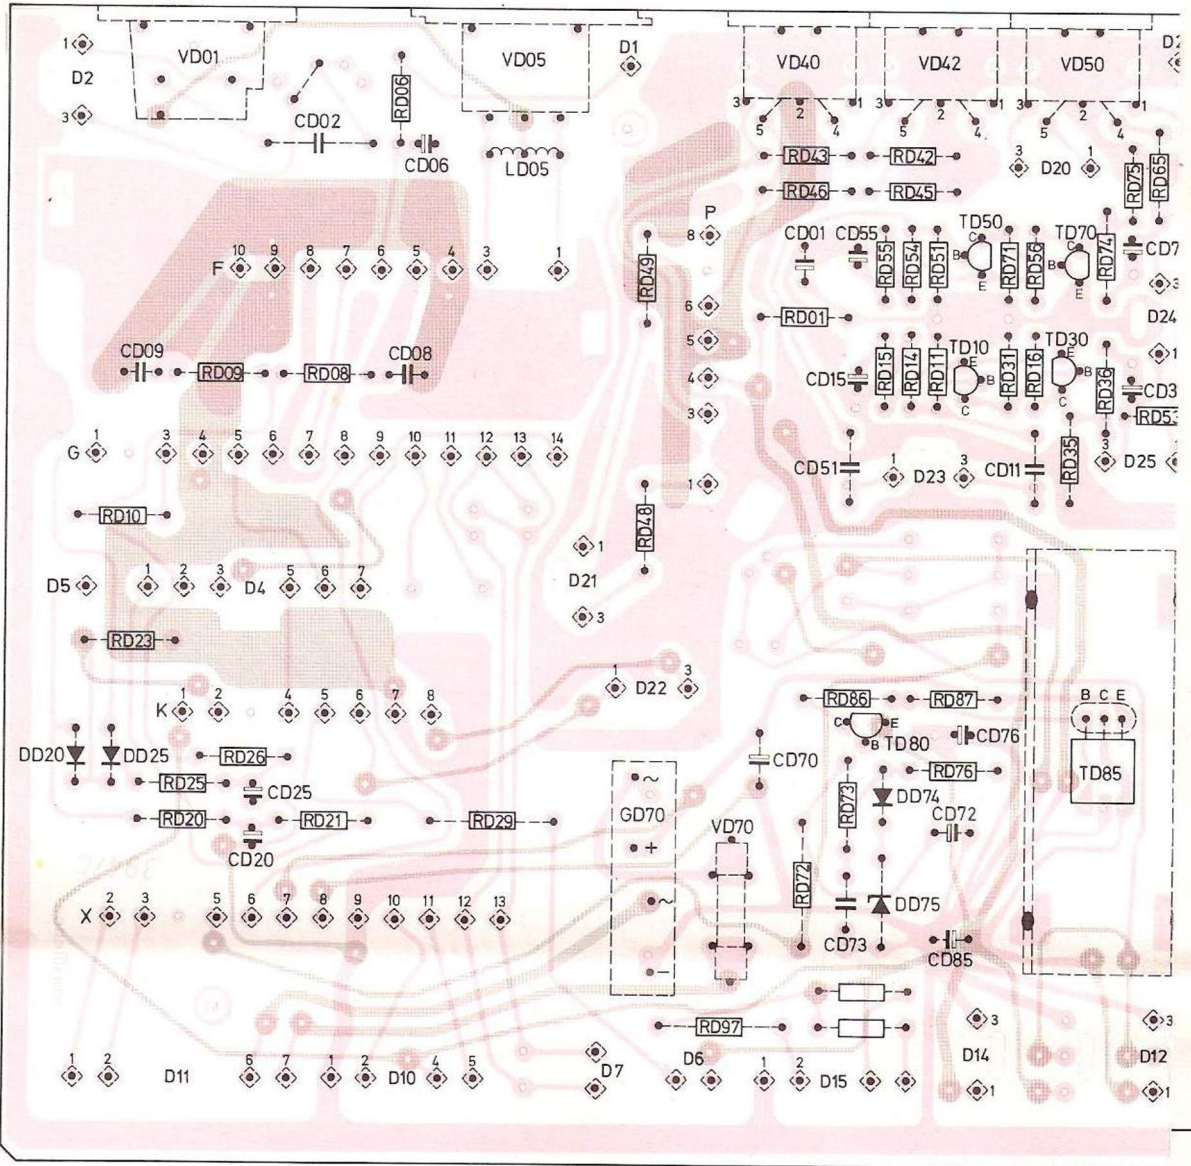 VD01 VD05 D1 VD40 VD42 VD50
1
D2
3
RD06
CD02
CD06
LD05
3 2 1 3 2 1 3 2 1
5 4 5 4 5 4
RD43 RD42
RD46 RD45
3 D20 1
RD75
RD65
P
8
6
5
4
3
1
F
10 9 8 7 6 5 4 3 1
RD49
CD01
CD55
RD55
RD54
RD51
TD50
C
B
E
RD71
RD56
TD70
C
B
E
RD74
3
D24
1
RD01
CD09
RD09
RD08
CD08
CD15
RD15
RD14
RD11
TD10
E
B
C
RD31
RD16
TD30
E
B
C
RD36
RD35
G
1 3 4 5 6 7 8 9 10 11 12 13 14
CD51
1 D23 3
CD11
3 D25
RD10
RD48
D5
1 2 3 D4 5 6 7
1
D21
3
RD23
1 D22 3
K
1 2 4 5 6 7 8
RD86
RD87
C E
B
TD80
CD76
B C E
TD85
DD20
DD25
RD26
RD25
CD25
CD70
RD76
RD20
CD20
RD21
RD29
GD70
~
+
~
-
VD70
RD73
DD74
CD72
RD72
CD73
DD75
CD85
X
2 3 5 6 7 8 9 10 11 12 13
RD97
3
D14
1
3
D12
1
1 2 D11 6 7 1 2 D10 4 5 D7 D6 1 2 D15